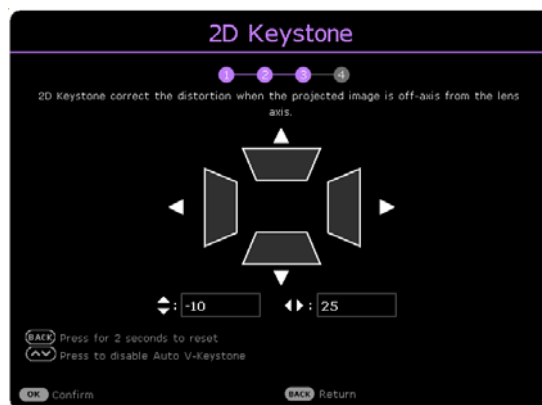 2D Keystone
1 2 3 4
2D Keystone correct the distortion when the projected image is off-axis from the lens
axis.
: -10 : 25
BACK Press for 2 seconds to reset
Press to disable Auto V-Keystone
OK Confirm BACK Return